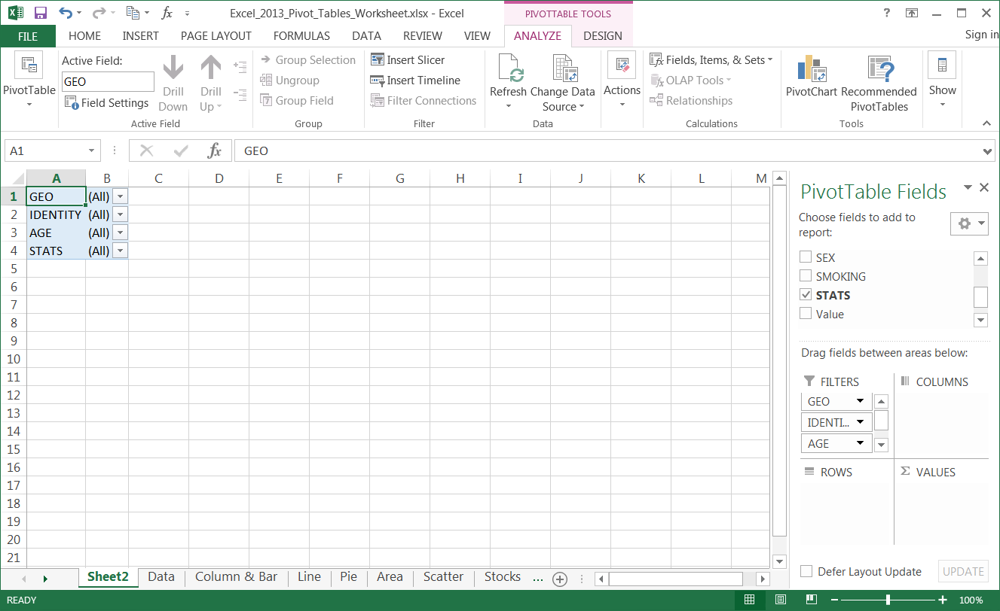 Excel_2013_Pivot_Tables_Worksheet.xlsx - Excel
PIVOTTABLE TOOLS
?
FILE HOME INSERT PAGE LAYOUT FORMULAS DATA REVIEW VIEW ANALYZE DESIGN Sign in
PivotTable
Active Field:
GEO
Field Settings
Drill Down
Drill Up
Active Field
Group Selection
Ungroup
Group Field
Group
Insert Slicer
Insert Timeline
Filter Connections
Filter
Refresh
Change Data
Source
Data
Actions
Fields, Items, & Sets
OLAP Tools
Relationships
Calculations
PivotChart
Recommended
PivotTables
Tools
Show
A1
fx
GEO
A B C D E F G H I J K L M
1 GEO (All)
2 IDENTITY (All)
3 AGE (All)
4 STATS (All)
5
6
7
8
9
10
11
12
13
14
15
16
17
18
19
20
21
PivotTable Fields
Choose fields to add to
report:
SEX
SMOKING
STATS
Value
Drag fields between areas below:
FILTERS
GEO
IDENTI...
AGE
COLUMNS
ROWS
Σ VALUES
Defer Layout Update
UPDATE
Sheet2 Data Column & Bar Line Pie Area Scatter Stocks ...
READY
100%